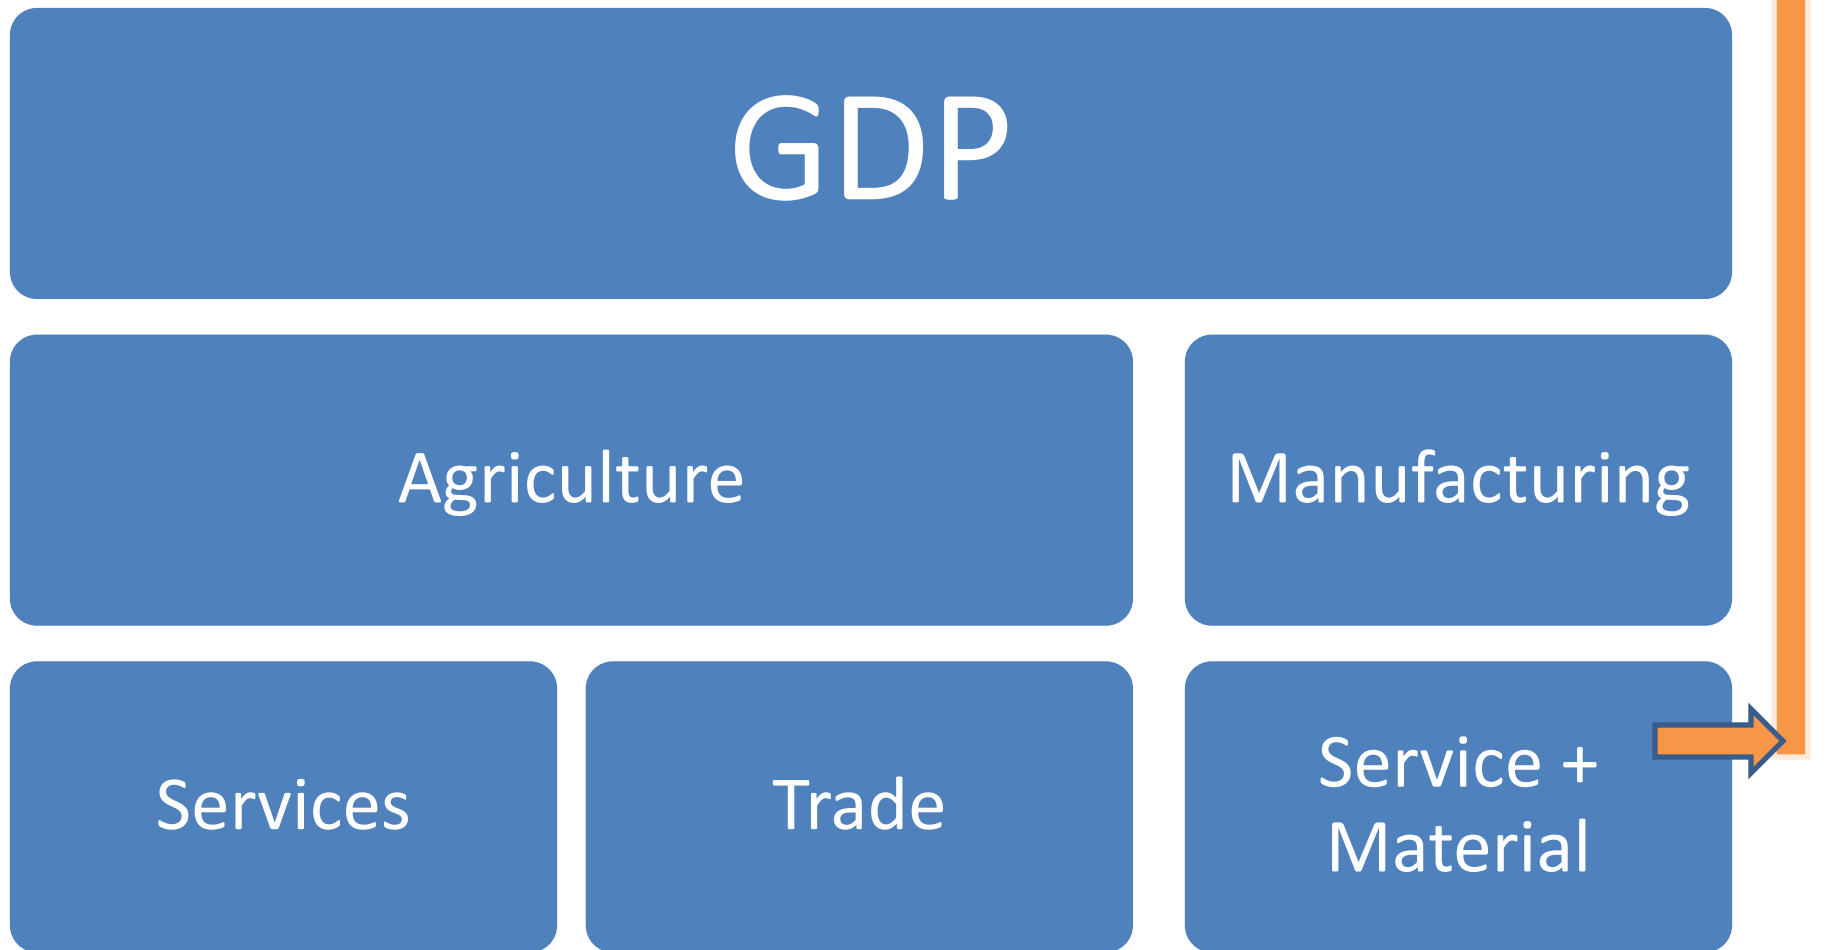 GDP
Agriculture
Manufacturing
Services
Trade
Service +
Material